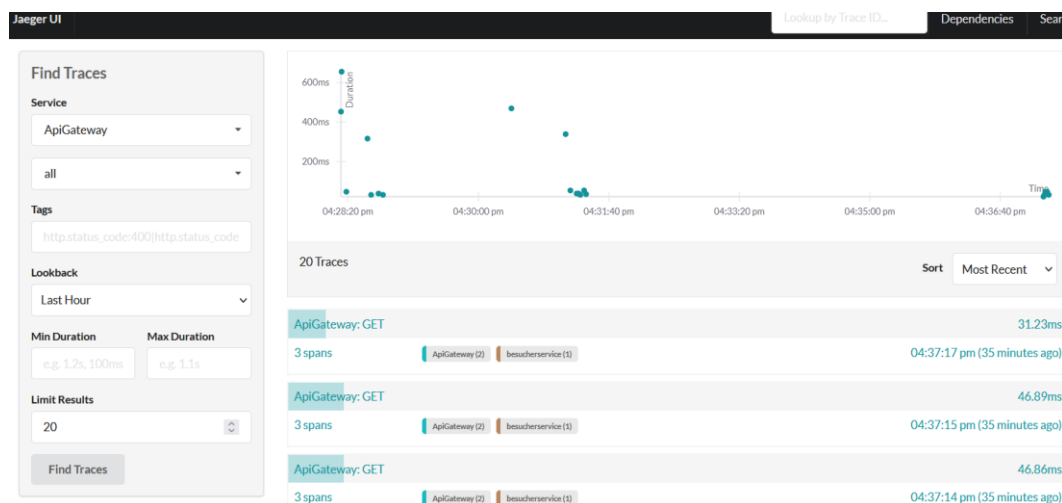 Jaeger UI
Lookup by Trace ID...
Dependencies
Sear
Find Traces
Service
ApiGateway
all
Tags
http.status_code:400|http.status_code
Lookback
Last Hour
Min Duration
Max Duration
e.g. 1.2s, 100ms
e.g. 1.1s
Limit Results
20
Find Traces
Duration
600ms
400ms
200ms
Time
04:28:20 pm
04:30:00 pm
04:31:40 pm
04:33:20 pm
04:35:00 pm
04:36:40 pm
20 Traces
Sort
Most Recent
ApiGateway: GET
31.23ms
3 spans
ApiGateway (2)
besucherservice (1)
04:37:17 pm (35 minutes ago)
ApiGateway: GET
46.89ms
3 spans
ApiGateway (2)
besucherservice (1)
04:37:15 pm (35 minutes ago)
ApiGateway: GET
46.86ms
3 spans
ApiGateway (2)
besucherservice (1)
04:37:14 pm (35 minutes ago)